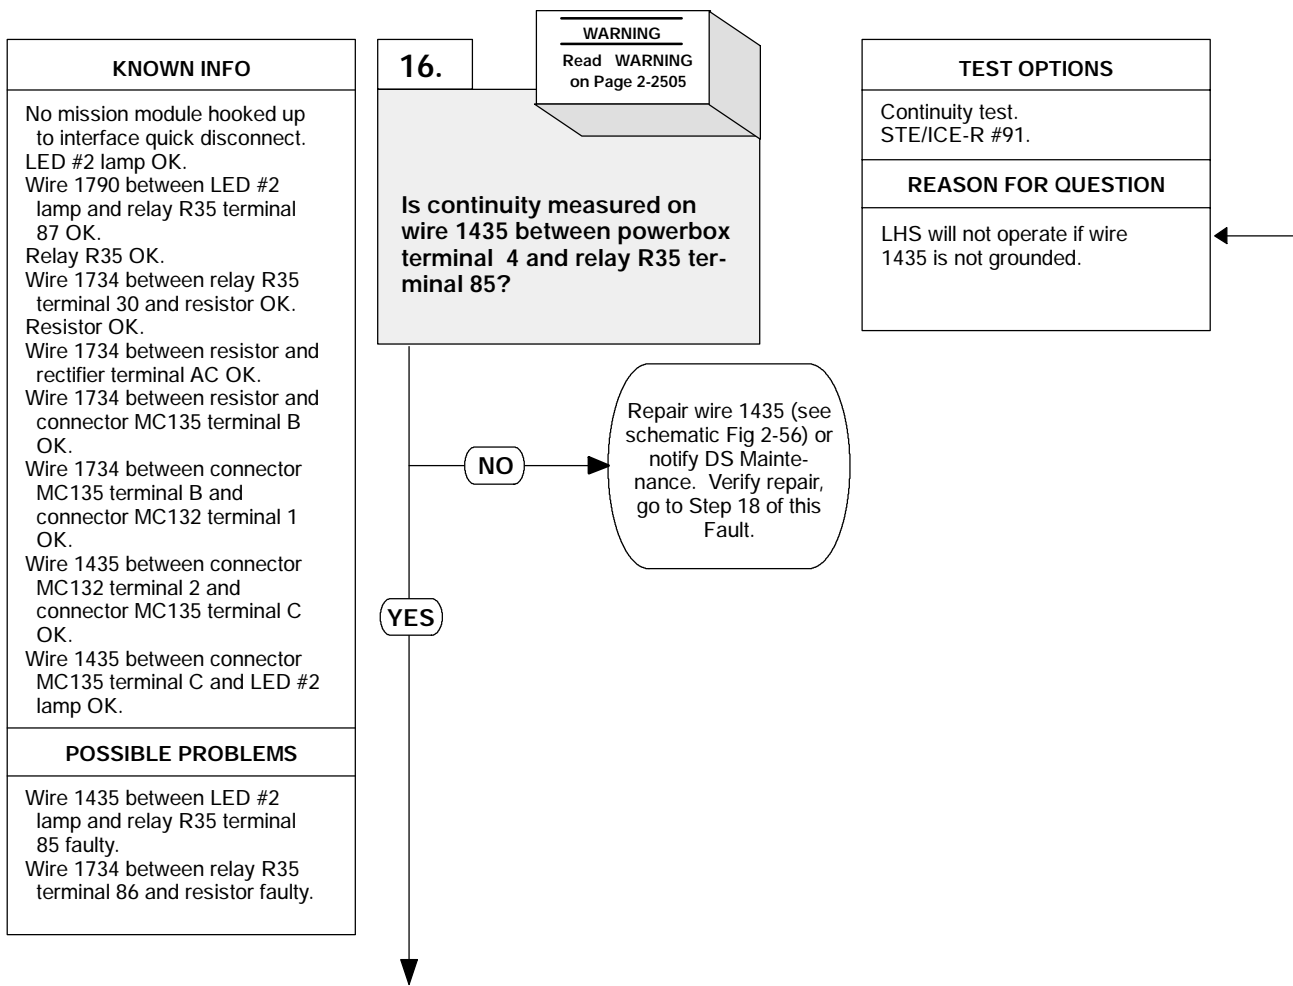 KNOWN INFO
No mission module hooked up
to interface quick disconnect.
LED #2 lamp OK.
Wire 1790 between LED #2
lamp and relay R35 terminal
87 OK.
Relay R35 OK.
Wire 1734 between relay R35
terminal 30 and resistor OK.
Resistor OK.
Wire 1734 between resistor and
rectifier terminal AC OK.
Wire 1734 between resistor and
connector MC135 terminal B
OK.
Wire 1734 between connector
MC135 terminal B and
connector MC132 terminal 1
OK.
Wire 1435 between connector
MC132 terminal 2 and
connector MC135 terminal C
OK.
Wire 1435 between connector
MC135 terminal C and LED #2
lamp OK.
POSSIBLE PROBLEMS
Wire 1435 between LED #2
lamp and relay R35 terminal
85 faulty.
Wire 1734 between relay R35
terminal 86 and resistor faulty.
16.
WARNING
Read WARNING
on Page 2-2505
Is continuity measured on
wire 1435 between powerbox
terminal 4 and relay R35 ter-
minal 85?
NO
Repair wire 1435 (see
schematic Fig 2-56) or
notify DS Mainte-
nance. Verify repair,
go to Step 18 of this
Fault.
YES
TEST OPTIONS
Continuity test.
STE/ICE-R #91.
REASON FOR QUESTION
LHS will not operate if wire
1435 is not grounded.